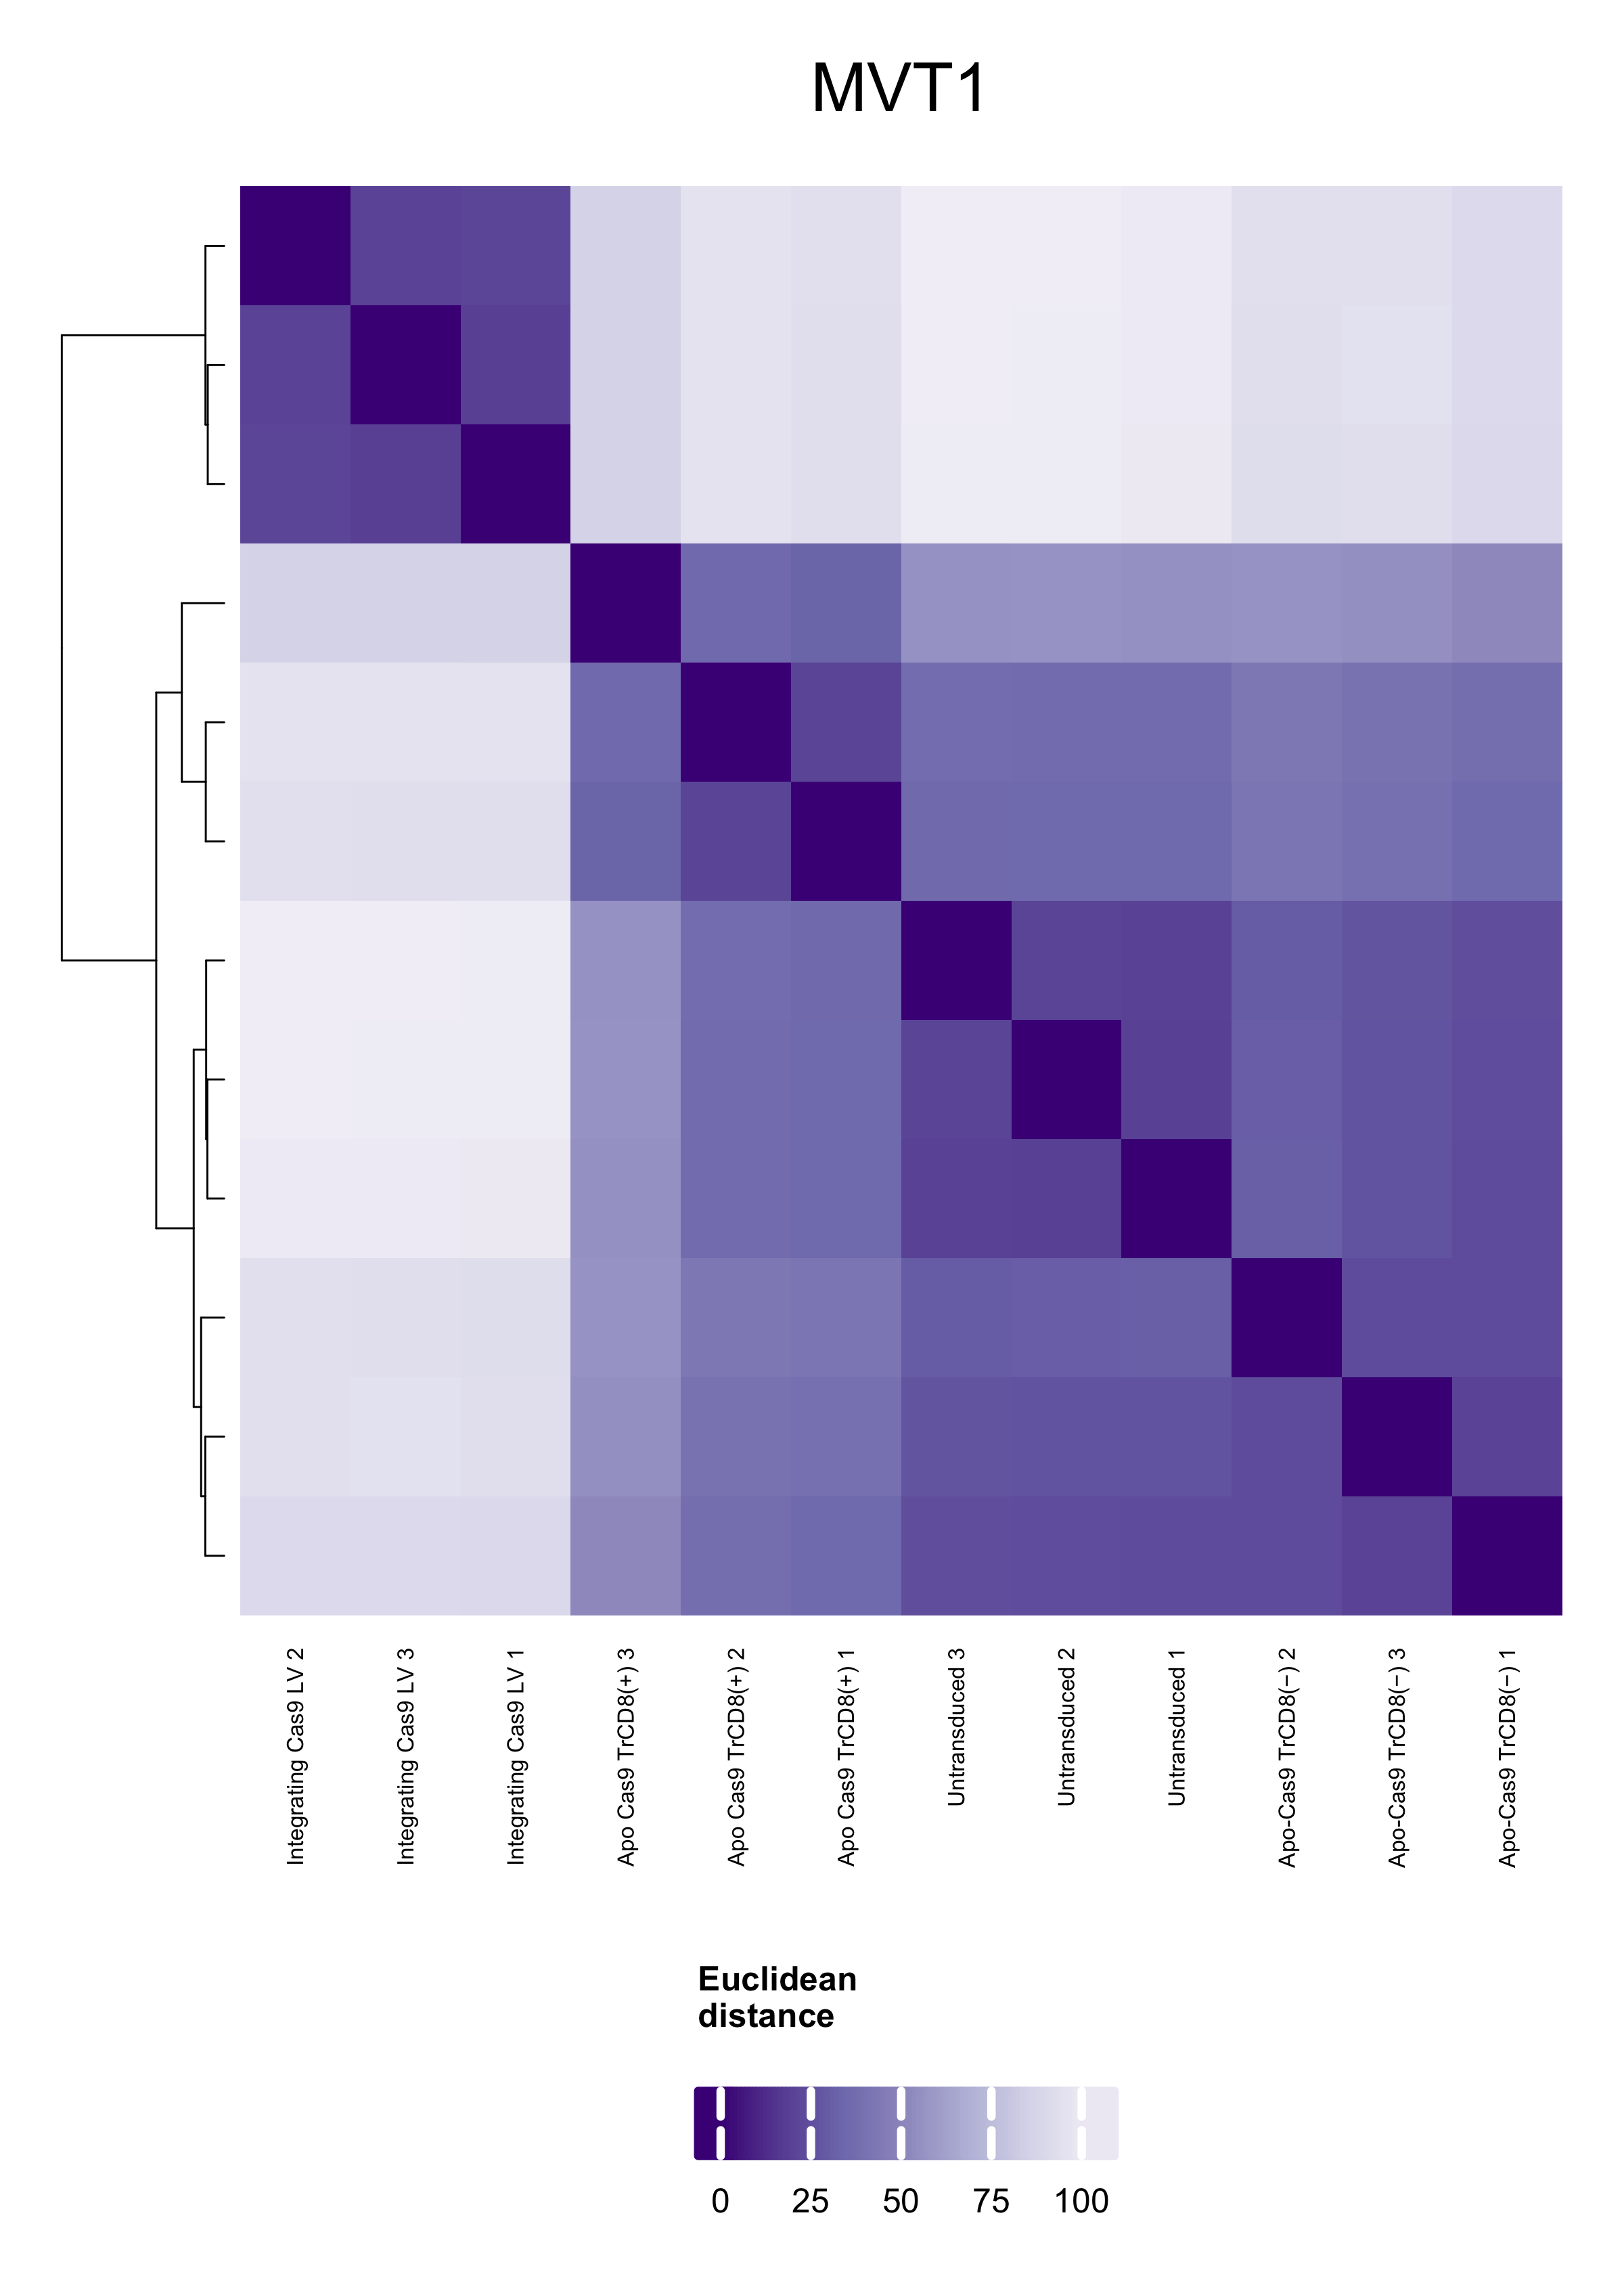 MVT1
Integrating Cas9 LV 2
Integrating Cas9 LV 3
Integrating Cas9 LV 1
Apo Cas9 TrCD8(+) 3
Apo Cas9 TrCD8(+) 2
Apo Cas9 TrCD8(+) 1
Untransduced 3
Untransduced 2
Untransduced 1
Apo-Cas9 TrCD8(−) 2
Apo-Cas9 TrCD8(−) 3
Apo-Cas9 TrCD8(−) 1
Euclidean
distance
0 25 50 75 100